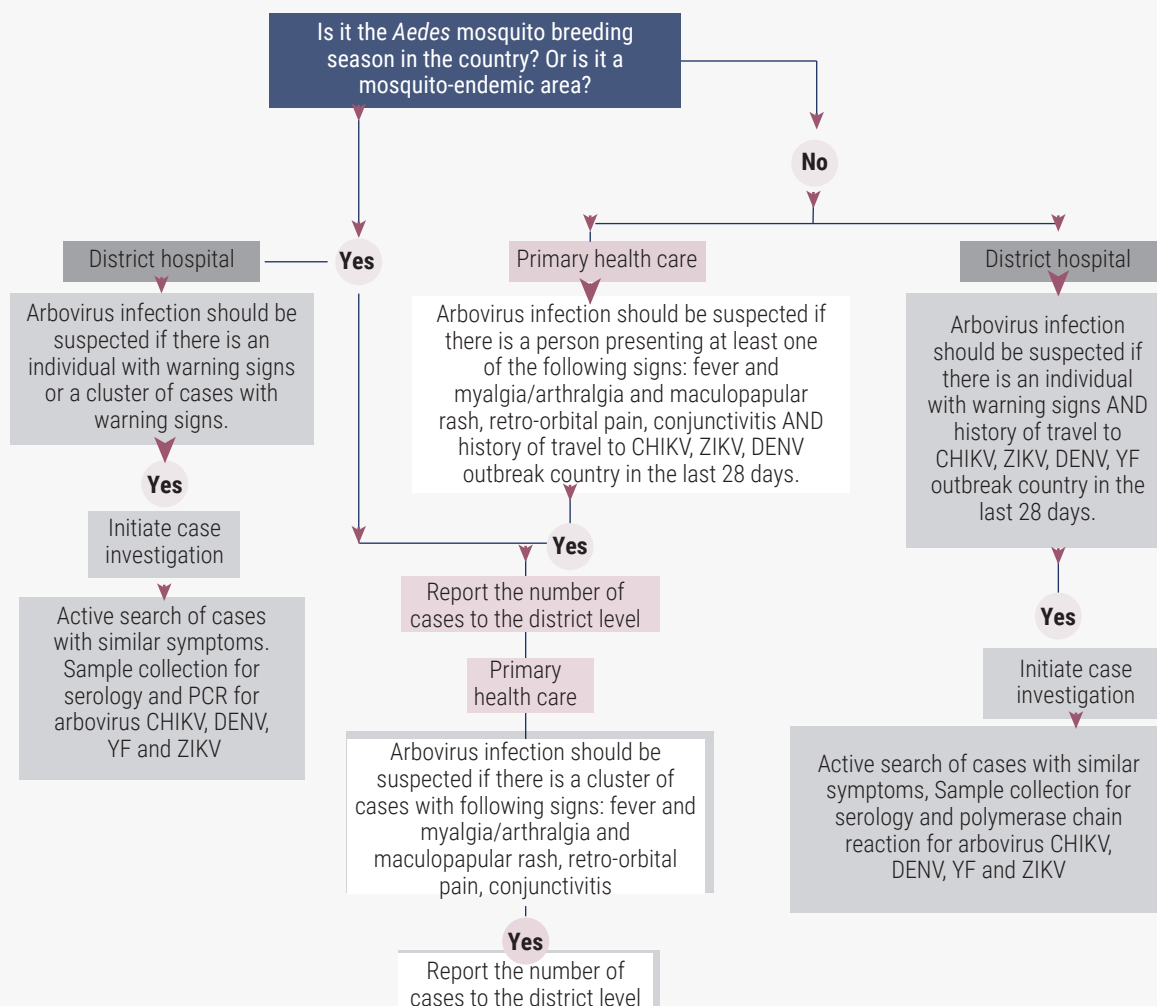 Is it the Aedes mosquito breeding
season in the country? Or is it a
mosquito-endemic area?
No
Yes
District hospital
Arbovirus infection should be
suspected if there is an
individual with warning signs
or a cluster of cases with
warning signs.
Yes
Initiate case
investigation
Active search of cases
with similar symptoms.
Sample collection for
serology and PCR for
arbovirus CHIKV, DENV,
YF and ZIKV
Primary health care
Arbovirus infection should be suspected if
there is a person presenting at least one
of the following signs: fever and
myalgia/arthralgia and maculopapular
rash, retro-orbital pain, conjunctivitis AND
history of travel to CHIKV, ZIKV, DENV
outbreak country in the last 28 days.
Yes
Report the number of
cases to the district level
Primary
health care
Arbovirus infection should be
suspected if there is a cluster of
cases with following signs: fever and
myalgia/arthralgia and
maculopapular rash, retro-orbital
pain, conjunctivitis
Yes
Report the number of
cases to the district level
District hospital
Arbovirus infection
should be suspected if
there is an individual
with warning signs AND
history of travel to
CHIKV, ZIKV, DENV, YF
outbreak country in the
last 28 days.
Yes
Initiate case
investigation
Active search of cases with similar
symptoms, Sample collection for
serology and polymerase chain
reaction for arbovirus CHIKV,
DENV, YF and ZIKV